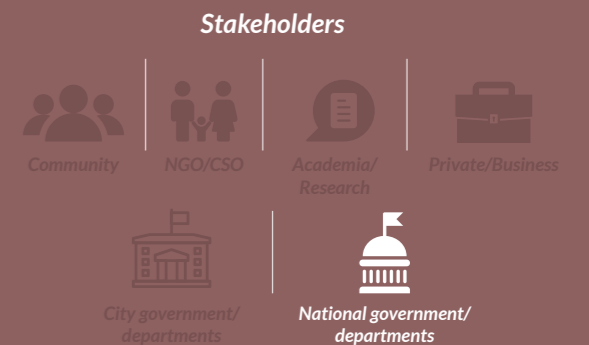 Stakeholders
Community
NGO/CSO
Academia/
Research
Private/Business
City government/
departments
National government/
departments